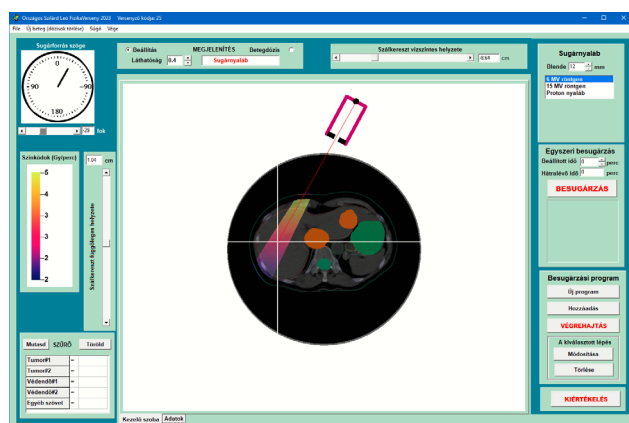 Országos Szilárd Leó FizikaVerseny 2023 Versenyző kódja: 25
File Új beteg (dózisok törlése) Súgó Vége
Sugárforrás szöge
0
-90
90
180
-29 fok
Beállítás MEGJELENÍTÉS Betegdózis
Láthatóság 0.4 Sugárnyaláb
Szálkereszt vízszintes helyzete
-8.64 cm
Sugárnyaláb
Blende 12 mm
6 MV röntgen
15 MV röntgen
Proton nyaláb
Színkódok (Gy/perc)
5
4
3
3
2
2
1.04 cm
Szálkereszt függőleges helyzete
Egyszeri besugárzás
Beállított idő 0 perc
Hátralévő idő 0 perc
BESUGÁRZÁS
Besugárzási program
Új program
Hozzáadás
VÉGREHAJTÁS
A kiválasztott lépés
Módosítása
Törlése
KIÉRTÉKELÉS
Mutasd SZŰRŐ Töröld
Tumor#1 =
Tumor#2 =
Védendő#1 =
Védendő#2 =
Egyéb szövet =
Kezelő szoba Adatok